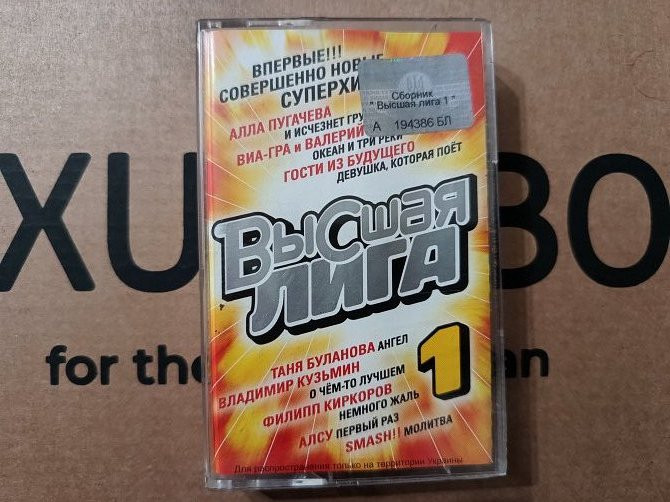 ВПЕРВЫЕ!!!
СОВЕРШЕННО НОВЫЕ
СУПЕРХИ
АЛЛА ПУГАЧЕВА
И ИСЧЕЗНЕТ ГРУ
ВИА-ГРА и ВАЛЕРИЙ
ОКЕАН И ТРИ РЕКИ
ГОСТИ ИЗ БУДУЩЕГО
ДЕВУШКА, КОТОРАЯ ПОЁТ
Сборник
" Высшая лига 1 "
А 194386 БЛ
XU BO
for the an
ВыСшая
ЛИГА
1
ТАНЯ БУЛАНОВА АНГЕЛ
ВЛАДИМИР КУЗЬМИН
О ЧЁМ-ТО ЛУЧШЕМ
ФИЛИПП КИРКОРОВ
НЕМНОГО ЖАЛЬ
АЛСУ ПЕРВЫЙ РАЗ
SMASH!! МОЛИТВА
Для распространения только на территории Украины